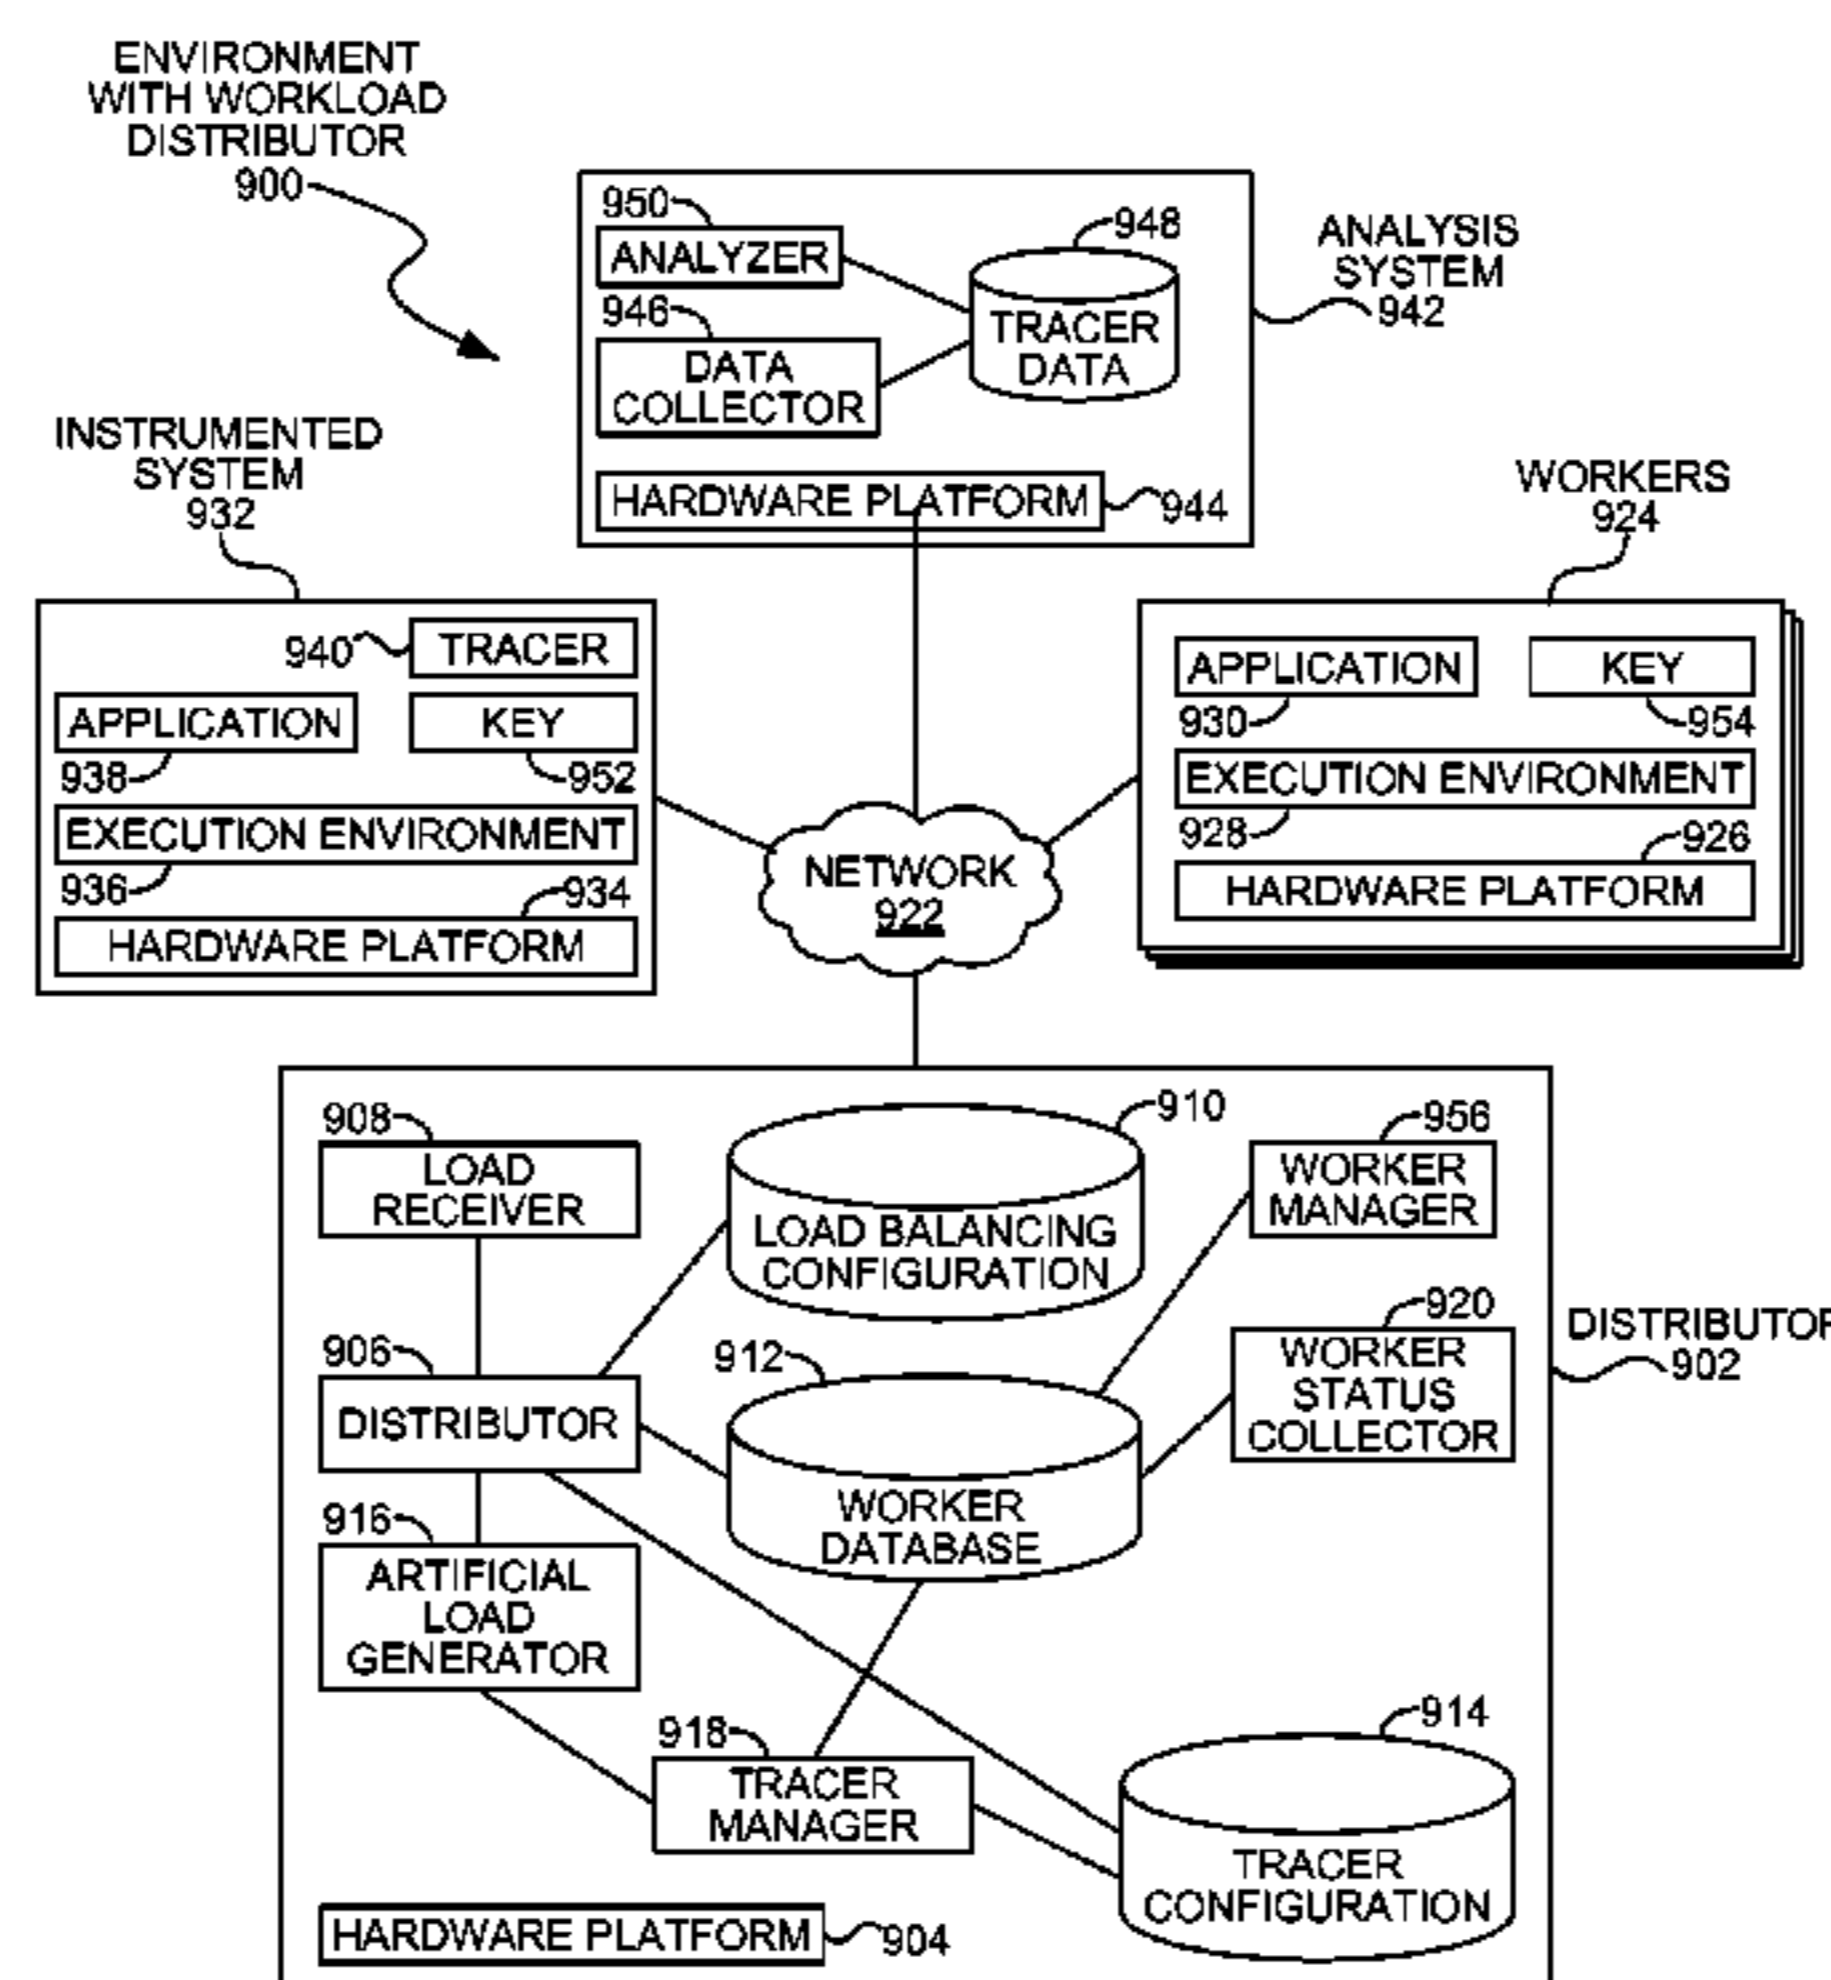 ENVIRONMENT
WITH WORKLOAD
DISTRIBUTOR
900
950
ANALYZER
948
TRACER
DATA
946
DATA
COLLECTOR
HARDWARE PLATFORM
944
ANALYSIS
SYSTEM
942
INSTRUMENTED
SYSTEM
932
940
TRACER
APPLICATION
KEY
938
952
EXECUTION ENVIRONMENT
936
934
HARDWARE PLATFORM
WORKERS
924
APPLICATION
KEY
930
954
EXECUTION ENVIRONMENT
928
926
HARDWARE PLATFORM
NETWORK
922
908
LOAD
RECEIVER
910
LOAD BALANCING
CONFIGURATION
956
WORKER
MANAGER
906
DISTRIBUTOR
912
WORKER
DATABASE
920
WORKER
STATUS
COLLECTOR
DISTRIBUTOR
902
916
ARTIFICIAL
LOAD
GENERATOR
918
TRACER
MANAGER
914
TRACER
CONFIGURATION
HARDWARE PLATFORM
904